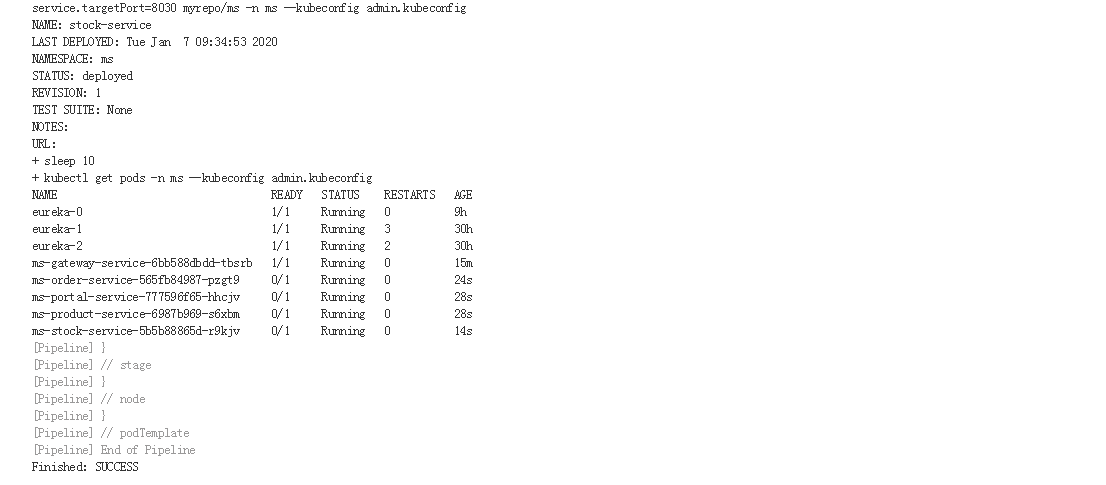 service.targetPort=8030 myrepo/ms -n ms --kubeconfig admin.kubeconfig
NAME: stock-service
LAST DEPLOYED: Tue Jan  7 09:34:53 2020
NAMESPACE: ms
STATUS: deployed
REVISION: 1
TEST SUITE: None
NOTES:
URL:
+ sleep 10
+ kubectl get pods -n ms --kubeconfig admin.kubeconfig
NAME READY STATUS RESTARTS AGE
eureka-0 1/1 Running 0 9h
eureka-1 1/1 Running 3 30h
eureka-2 1/1 Running 2 30h
ms-gateway-service-6bb588dbdd-tbsrb 1/1 Running 0 15m
ms-order-service-565fb84987-pzgt9 0/1 Running 0 24s
ms-portal-service-777596f65-hhcjv 0/1 Running 0 28s
ms-product-service-6987b969-s6xbm 0/1 Running 0 28s
ms-stock-service-5b5b88865d-r9kjv 0/1 Running 0 14s
[Pipeline] }
[Pipeline] // stage
[Pipeline] }
[Pipeline] // node
[Pipeline] }
[Pipeline] // podTemplate
[Pipeline] End of Pipeline
Finished: SUCCESS